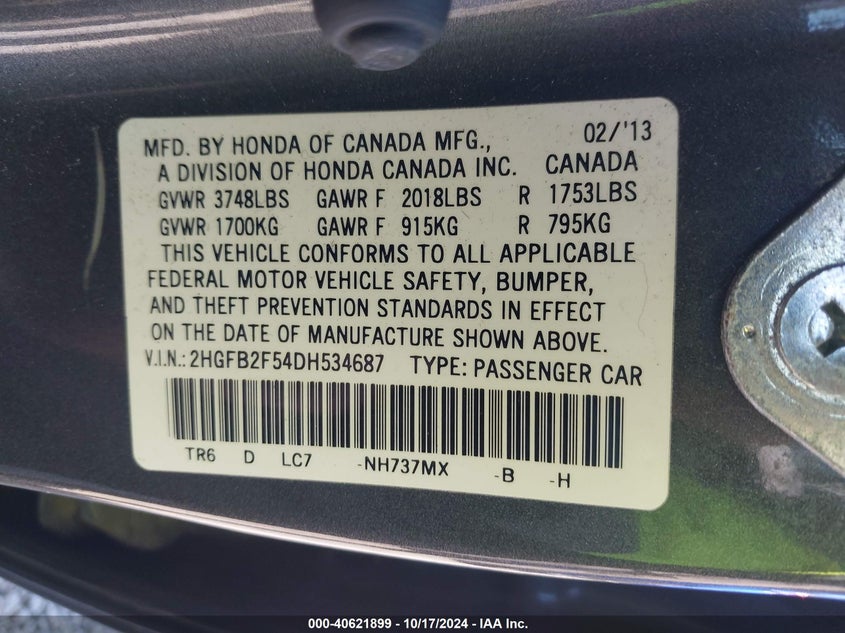 MFD. BY HONDA OF CANADA MFG., 02/'13
A DIVISION OF HONDA CANADA INC. CANADA
GVWR 3748LBS GAWR F 2018LBS R 1753LBS
GVWR 1700KG GAWR F 915KG R 795KG
THIS VEHICLE CONFORMS TO ALL APPLICABLE
FEDERAL MOTOR VEHICLE SAFETY, BUMPER,
AND THEFT PREVENTION STANDARDS IN EFFECT
ON THE DATE OF MANUFACTURE SHOWN ABOVE.
V.I.N.: 2HGFB2F54DH534687 TYPE: PASSENGER CAR
TR6 D LC7 -NH737MX -B -H
000-40621899 - 10/17/2024 - IAA Inc.